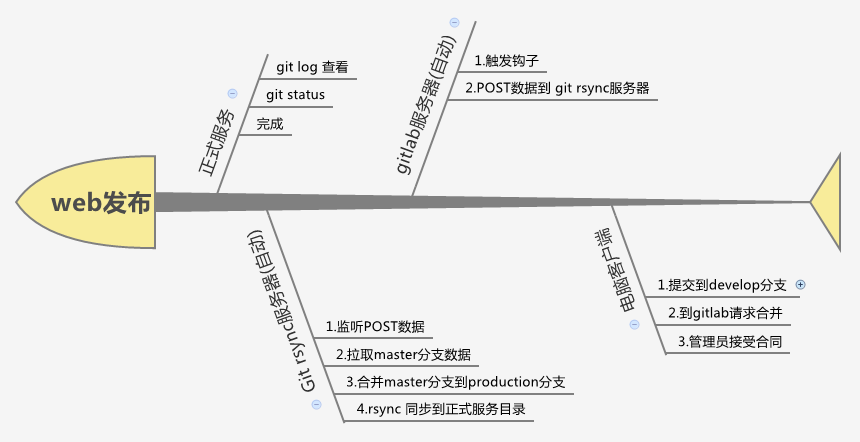 web发布
正式服务
git log 查看
git status
完成
gitlab服务器(自动)
1.触发钩子
2.POST数据到 git rsync服务器
Git rsync服务器(自动)
1.监听POST数据
2.拉取master分支数据
3.合并master分支到production分支
4.rsync 同步到正式服务目录
电脑客户端
1.提交到develop分支
2.到gitlab请求合并
3.管理员接受合同